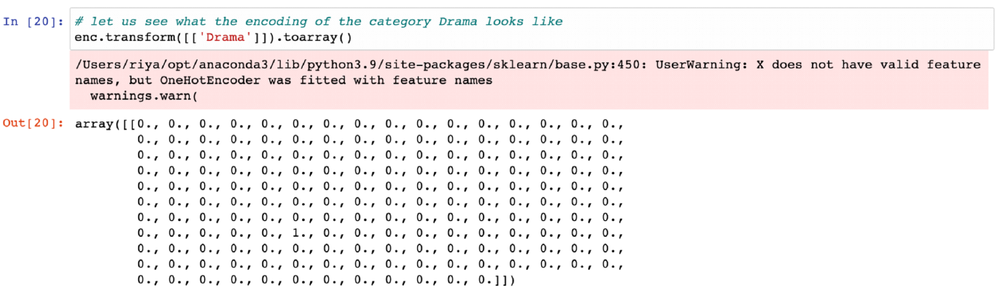 In [20]: # let us see what the encoding of the category Drama looks like
enc.transform([['Drama']]).toarray()
/Users/riya/opt/anaconda3/lib/python3.9/site-packages/sklearn/base.py:450: UserWarning: X does not have valid feature
names, but OneHotEncoder was fitted with feature names
warnings.warn(
Out[20]: array([[0., 0., 0., 0., 0., 0., 0., 0., 0., 0., 0., 0., 0., 0., 0., 0.,
0., 0., 0., 0., 0., 0., 0., 0., 0., 0., 0., 0., 0., 0., 0., 0.,
0., 0., 0., 0., 0., 0., 0., 0., 0., 0., 0., 0., 0., 0., 0., 0.,
0., 0., 0., 0., 0., 0., 0., 0., 0., 0., 0., 0., 0., 0., 0., 0.,
0., 0., 0., 0., 0., 0., 0., 0., 0., 0., 0., 0., 0., 0., 0., 0.,
0., 0., 0., 0., 0., 0., 0., 0., 0., 0., 0., 0., 0., 0., 0., 0.,
0., 0., 0., 0., 0., 0., 0., 0., 0., 0., 0., 0., 0., 0., 0., 0.,
0., 0., 0., 0., 0., 1., 0., 0., 0., 0., 0., 0., 0., 0., 0., 0.,
0., 0., 0., 0., 0., 0., 0., 0., 0., 0., 0., 0., 0., 0., 0., 0.,
0., 0., 0., 0., 0., 0., 0., 0., 0., 0., 0., 0., 0., 0., 0., 0.,
0., 0., 0., 0., 0., 0., 0., 0., 0., 0., 0., 0.]])